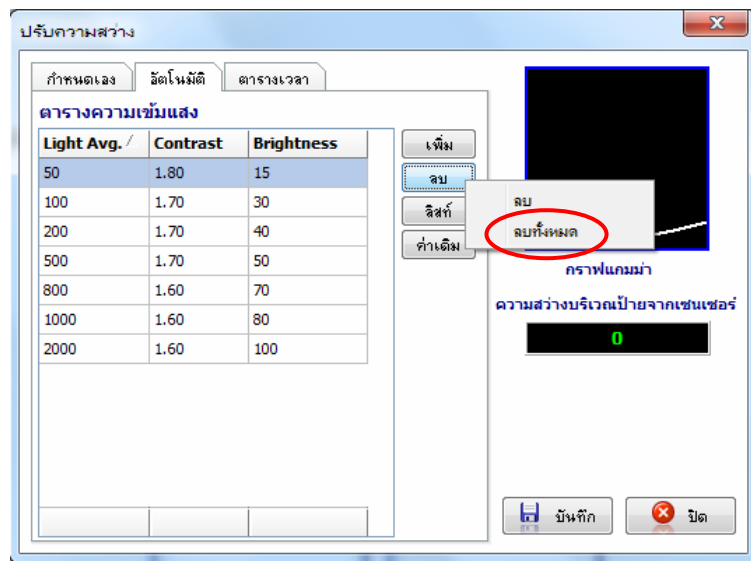 ปรับความสว่าง
กำหนดเอง อัตโนมัติ ตารางเวลา
ตารางความเข้มแสง
Light Avg. Contrast Brightness
50 1.80 15
100 1.70 30
200 1.70 40
500 1.70 50
800 1.60 70
1000 1.60 80
2000 1.60 100
เพิ่ม
ลบ
ลิสท์
ค่าเดิม
ลบ
ลบทั้งหมด
กราฟแกมม่า
ความสว่างบริเวณป้ายจากเซนเซอร์
0
บันทึก ปิด